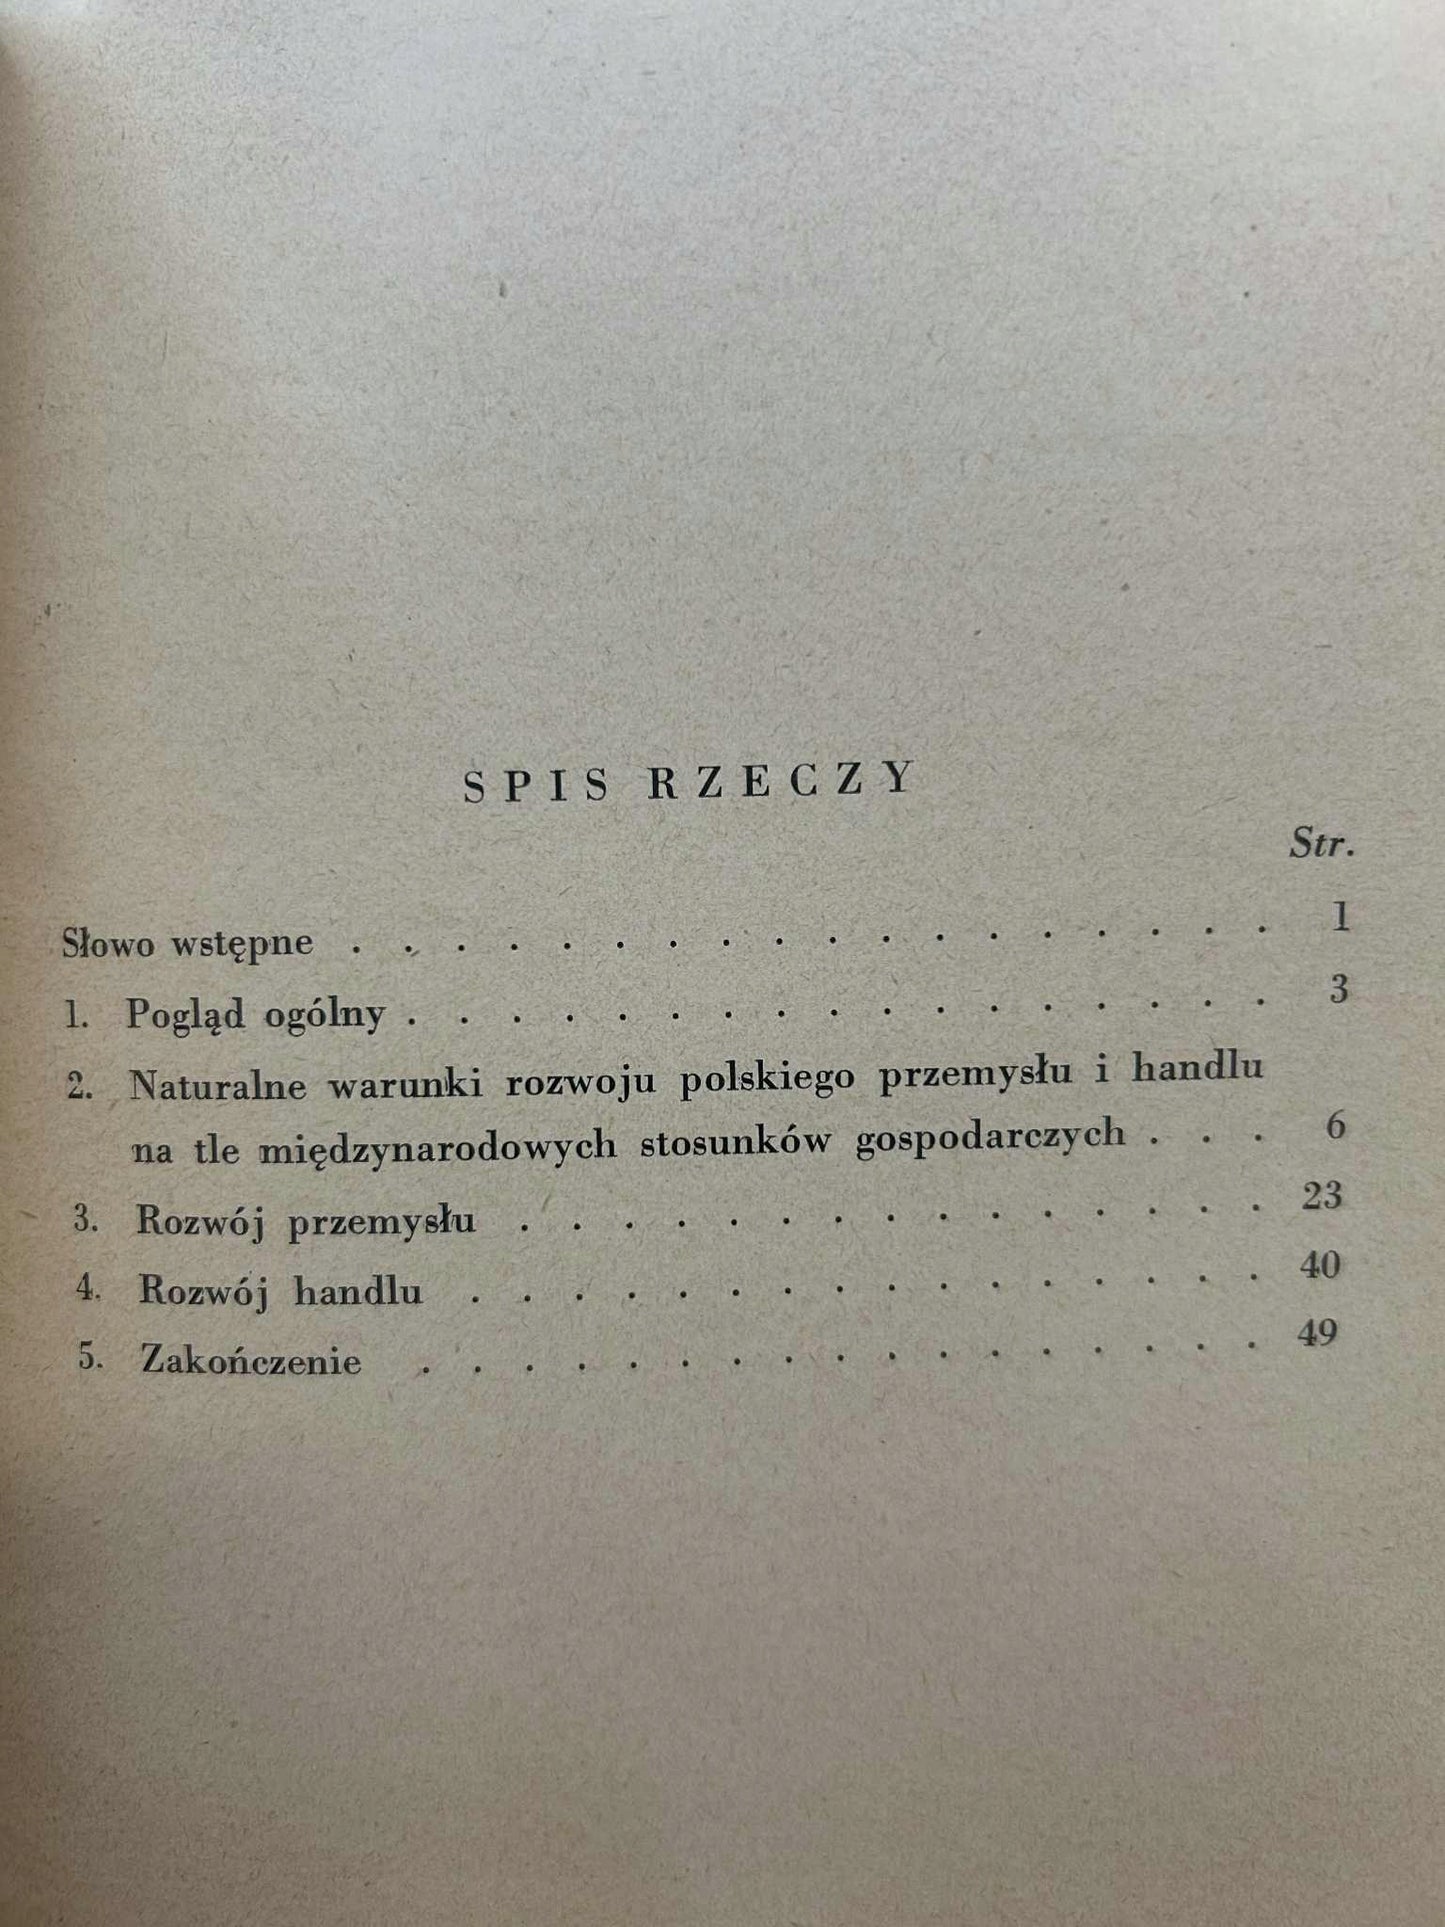 SPIS RZECZY
Str.
Słowo wstępne . . . . . . . . . . . . . . . . . . 1
1. Pogląd ogólny . . . . . . . . . . . . . . . . . 3
2. Naturalne warunki rozwoju polskiego przemysłu i handlu
na tle międzynarodowych stosunków gospodarczych . . . 6
3. Rozwój przemysłu . . . . . . . . . . . . . . . 23
4. Rozwój handlu . . . . . . . . . . . . . . . . 40
5. Zakończenie . . . . . . . . . . . . . . . . . 49